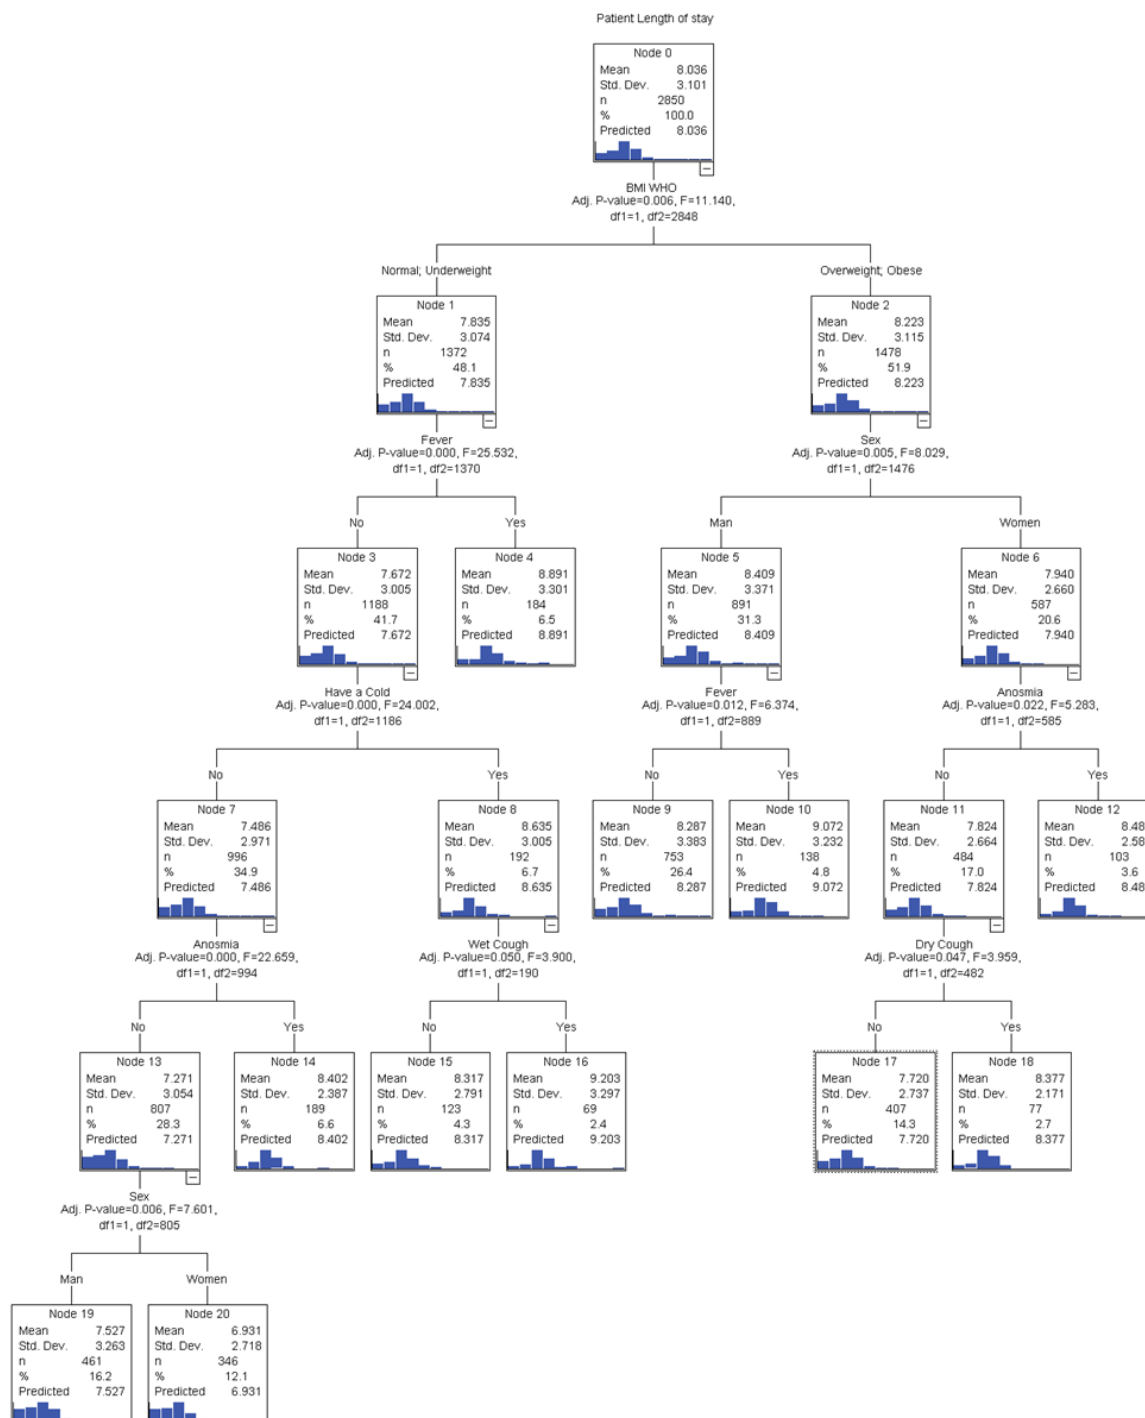 Patient Length of stay
Node 0
Mean 8.036
Std. Dev. 3.101
n 2850
% 100.0
Predicted 8.036
BMI WHO
Adj. P-value=0.006, F=11.140,
df1=1, df2=2848
Normal; Underweight
Overweight; Obese
Node 1
Mean 7.835
Std. Dev. 3.074
n 1372
% 48.1
Predicted 7.835
Node 2
Mean 8.223
Std. Dev. 3.115
n 1478
% 51.9
Predicted 8.223
Fever
Adj. P-value=0.000, F=25.532,
df1=1, df2=1370
Sex
Adj. P-value=0.005, F=8.029,
df1=1, df2=1476
No
Yes
Man
Women
Node 3
Mean 7.672
Std. Dev. 3.005
n 1188
% 41.7
Predicted 7.672
Node 4
Mean 8.891
Std. Dev. 3.301
n 184
% 6.5
Predicted 8.891
Node 5
Mean 8.409
Std. Dev. 3.371
n 891
% 31.3
Predicted 8.409
Node 6
Mean 7.940
Std. Dev. 2.660
n 587
% 20.6
Predicted 7.940
Have a Cold
Adj. P-value=0.000, F=24.002,
df1=1, df2=1186
Fever
Adj. P-value=0.012, F=6.374,
df1=1, df2=889
Anosmia
Adj. P-value=0.022, F=5.283,
df1=1, df2=585
No
Yes
No
Yes
No
Yes
Node 7
Mean 7.486
Std. Dev. 2.971
n 996
% 34.9
Predicted 7.486
Node 8
Mean 8.635
Std. Dev. 3.005
n 192
% 6.7
Predicted 8.635
Node 9
Mean 8.287
Std. Dev. 3.383
n 753
% 26.4
Predicted 8.287
Node 10
Mean 9.072
Std. Dev. 3.232
n 138
% 4.8
Predicted 9.072
Node 11
Mean 7.824
Std. Dev. 2.664
n 484
% 17.0
Predicted 7.824
Node 12
Mean 8.48
Std. Dev. 2.58
n 103
% 3.6
Predicted 8.48
Anosmia
Adj. P-value=0.000, F=22.659,
df1=1, df2=994
Wet Cough
Adj. P-value=0.050, F=3.900,
df1=1, df2=190
Dry Cough
Adj. P-value=0.047, F=3.959,
df1=1, df2=482
No
Yes
No
Yes
No
Yes
Node 13
Mean 7.271
Std. Dev. 3.054
n 807
% 28.3
Predicted 7.271
Node 14
Mean 8.402
Std. Dev. 2.387
n 189
% 6.6
Predicted 8.402
Node 15
Mean 8.317
Std. Dev. 2.791
n 123
% 4.3
Predicted 8.317
Node 16
Mean 9.203
Std. Dev. 3.297
n 69
% 2.4
Predicted 9.203
Node 17
Mean 7.720
Std. Dev. 2.737
n 407
% 14.3
Predicted 7.720
Node 18
Mean 8.377
Std. Dev. 2.171
n 77
% 2.7
Predicted 8.377
Sex
Adj. P-value=0.006, F=7.601,
df1=1, df2=805
Man
Women
Node 19
Mean 7.527
Std. Dev. 3.263
n 461
% 16.2
Predicted 7.527
Node 20
Mean 6.931
Std. Dev. 2.718
n 346
% 12.1
Predicted 6.931